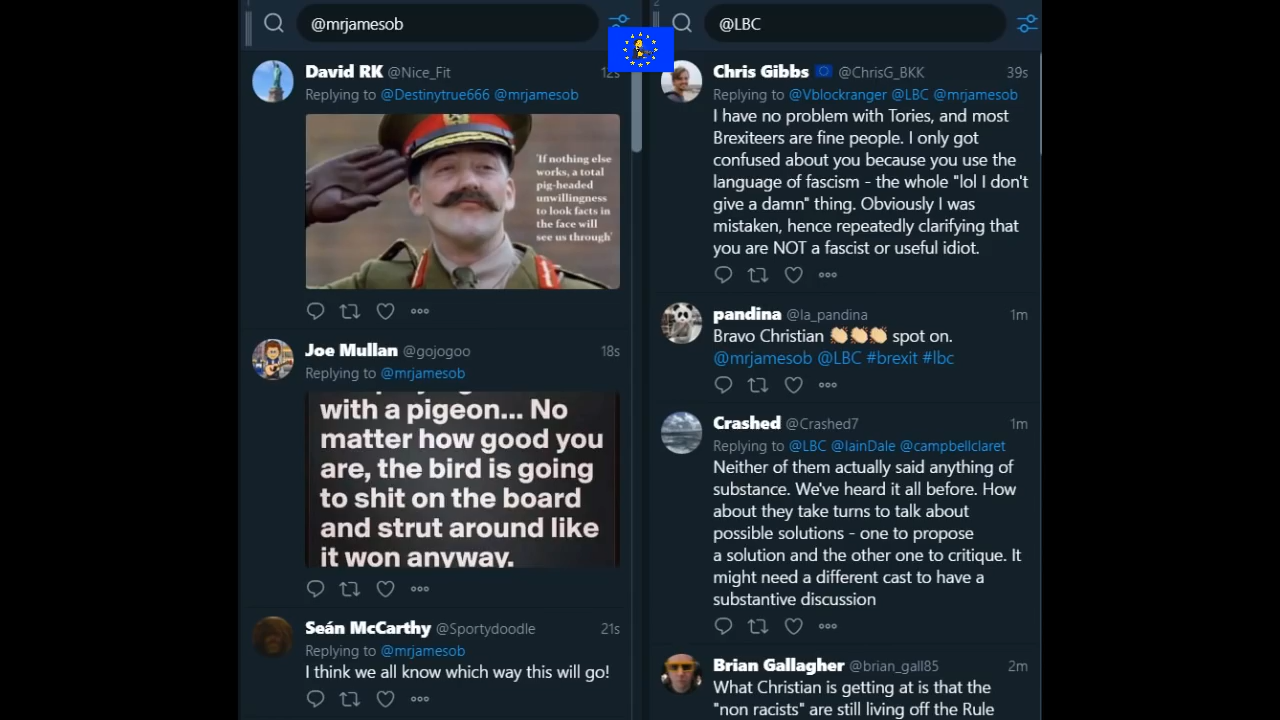 @mrjamesob
David RK @Nice_Fit 12s
Replying to @Destinytrue666 @mrjamesob
'If nothing else
works, a total
pig-headed
unwillingness
to look facts in
the face will
see us through'
Joe Mullan @gojogoo 18s
Replying to @mrjamesob
with a pigeon... No
matter how good you
are, the bird is going
to shit on the board
and strut around like
it won anyway.
Seán McCarthy @Sportydoodle 21s
Replying to @mrjamesob
I think we all know which way this will go!
2
@LBC
Chris Gibbs @ChrisG_BKK 39s
Replying to @Vblockranger @LBC @mrjamesob
I have no problem with Tories, and most
Brexiteers are fine people. I only got
confused about you because you use the
language of fascism - the whole "lol I don't
give a damn" thing. Obviously I was
mistaken, hence repeatedly clarifying that
you are NOT a fascist or useful idiot.
pandina @la_pandina 1m
Bravo Christian 👏🏻👏🏻👏🏻 spot on.
@mrjamesob @LBC #brexit #lbc
Crashed @Crashed7 1m
Replying to @LBC @IainDale @campbellclaret
Neither of them actually said anything of
substance. We've heard it all before. How
about they take turns to talk about
possible solutions - one to propose
a solution and the other one to critique. It
might need a different cast to have a
substantive discussion
Brian Gallagher @brian_gall85 2m
What Christian is getting at is that the
"non racists" are still living off the Rule